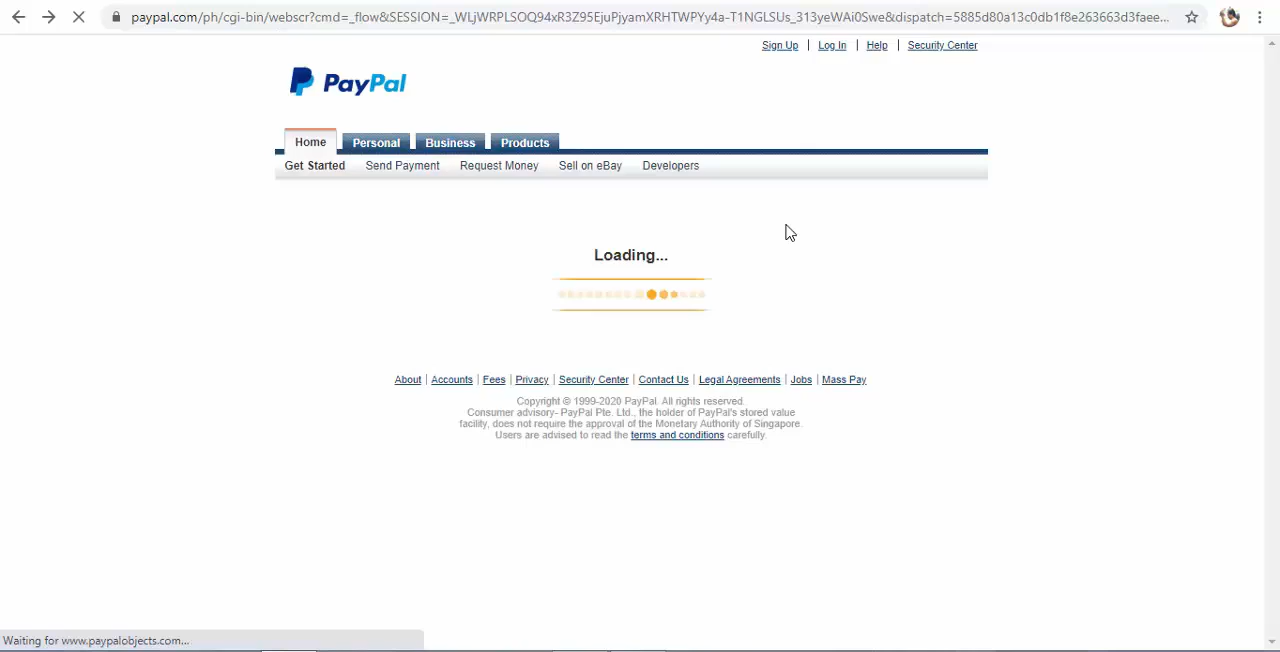 paypal.com/ph/cgi-bin/webscr?cmd=_flow&SESSION=_WLjWRPLSOQ94xR3Z95EjuPjyamXRHTWPYy4a-T1NGLSUs_313yeWAi0Swe&dispatch=5885d80a13c0db1f8e263663d3faee...
Sign Up | Log In | Help | Security Center
PayPal
Home Personal Business Products
Get Started Send Payment Request Money Sell on eBay Developers
Loading...
About | Accounts | Fees | Privacy | Security Center | Contact Us | Legal Agreements | Jobs | Mass Pay
Copyright © 1999-2020 PayPal. All rights reserved.
Consumer advisory- PayPal Pte. Ltd., the holder of PayPal's stored value
facility, does not require the approval of the Monetary Authority of Singapore.
Users are advised to read the terms and conditions carefully.
Waiting for www.paypalobjects.com...